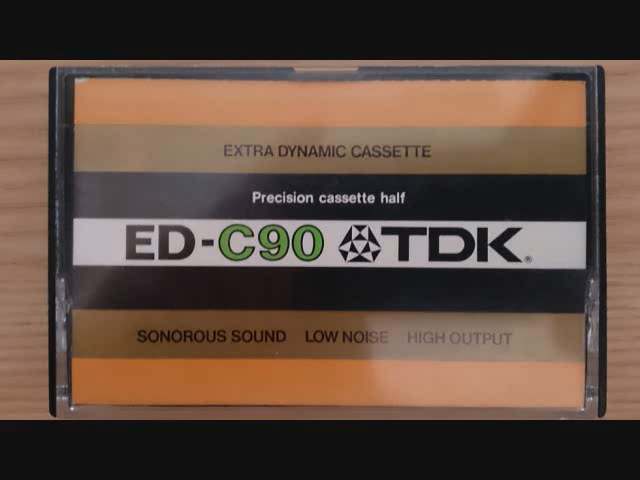 EXTRA DYNAMIC CASSETTE
Precision cassette half
ED-C90 TDK®
SONOROUS SOUND LOW NOISE HIGH OUTPUT